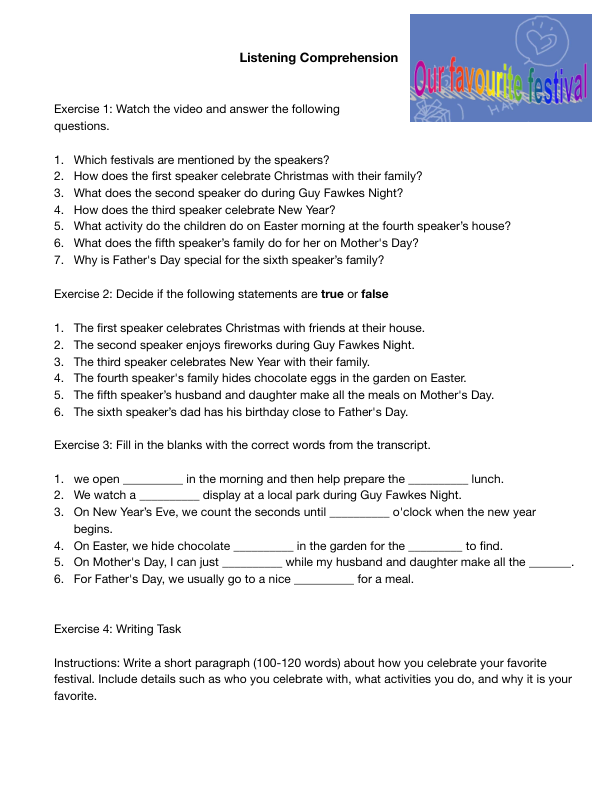 Listening Comprehension
Our favourite festival
HA
Exercise 1: Watch the video and answer the following
questions.
1. Which festivals are mentioned by the speakers?
2. How does the first speaker celebrate Christmas with their family?
3. What does the second speaker do during Guy Fawkes Night?
4. How does the third speaker celebrate New Year?
5. What activity do the children do on Easter morning at the fourth speaker’s house?
6. What does the fifth speaker’s family do for her on Mother's Day?
7. Why is Father's Day special for the sixth speaker’s family?
Exercise 2: Decide if the following statements are true or false
1. The first speaker celebrates Christmas with friends at their house.
2. The second speaker enjoys fireworks during Guy Fawkes Night.
3. The third speaker celebrates New Year with their family.
4. The fourth speaker's family hides chocolate eggs in the garden on Easter.
5. The fifth speaker’s husband and daughter make all the meals on Mother's Day.
6. The sixth speaker’s dad has his birthday close to Father's Day.
Exercise 3: Fill in the blanks with the correct words from the transcript.
1. we open _________ in the morning and then help prepare the _________ lunch.
2. We watch a _________ display at a local park during Guy Fawkes Night.
3. On New Year’s Eve, we count the seconds until _________ o'clock when the new year
begins.
4. On Easter, we hide chocolate _________ in the garden for the ________ to find.
5. On Mother's Day, I can just _________ while my husband and daughter make all the _______.
6. For Father's Day, we usually go to a nice _________ for a meal.
Exercise 4: Writing Task
Instructions: Write a short paragraph (100-120 words) about how you celebrate your favorite
festival. Include details such as who you celebrate with, what activities you do, and why it is your
favorite.